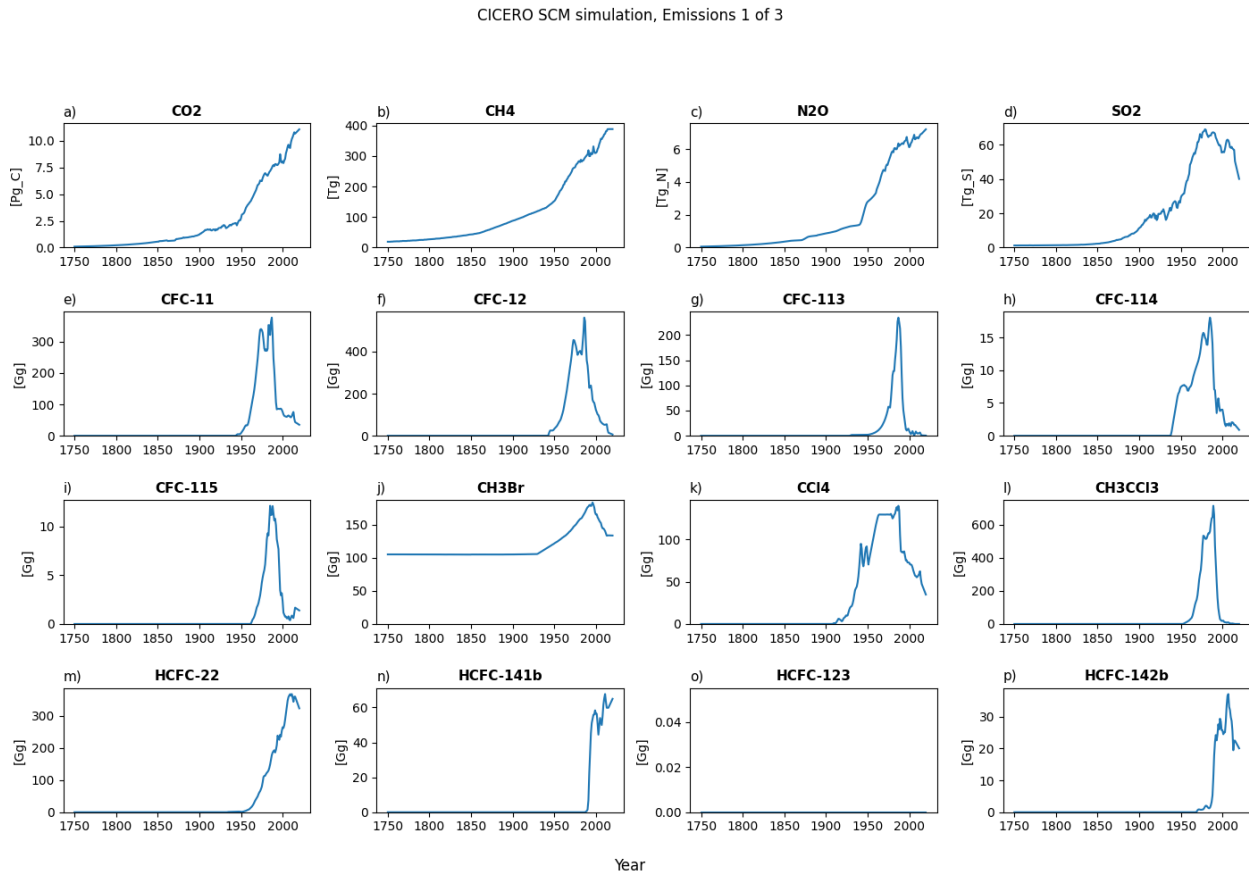 CICERO SCM simulation, Emissions 1 of 3
a) CO2
[Pg_C]
10.0
7.5
5.0
2.5
0.0
1750 1800 1850 1900 1950 2000
b) CH4
[Tg]
400
300
200
100
0
1750 1800 1850 1900 1950 2000
c) N2O
[Tg_N]
6
4
2
0
1750 1800 1850 1900 1950 2000
d) SO2
[Tg_S]
60
40
20
0
1750 1800 1850 1900 1950 2000
e) CFC-11
[Gg]
300
200
100
0
1750 1800 1850 1900 1950 2000
f) CFC-12
[Gg]
400
200
0
1750 1800 1850 1900 1950 2000
g) CFC-113
[Gg]
200
150
100
50
0
1750 1800 1850 1900 1950 2000
h) CFC-114
[Gg]
15
10
5
0
1750 1800 1850 1900 1950 2000
i) CFC-115
[Gg]
10
5
0
1750 1800 1850 1900 1950 2000
j) CH3Br
[Gg]
150
100
50
0
1750 1800 1850 1900 1950 2000
k) CCl4
[Gg]
100
50
0
1750 1800 1850 1900 1950 2000
l) CH3CCl3
[Gg]
600
400
200
0
1750 1800 1850 1900 1950 2000
m) HCFC-22
[Gg]
300
200
100
0
1750 1800 1850 1900 1950 2000
n) HCFC-141b
[Gg]
60
40
20
0
1750 1800 1850 1900 1950 2000
o) HCFC-123
[Gg]
0.04
0.02
0.00
1750 1800 1850 1900 1950 2000
p) HCFC-142b
[Gg]
30
20
10
0
1750 1800 1850 1900 1950 2000
Year